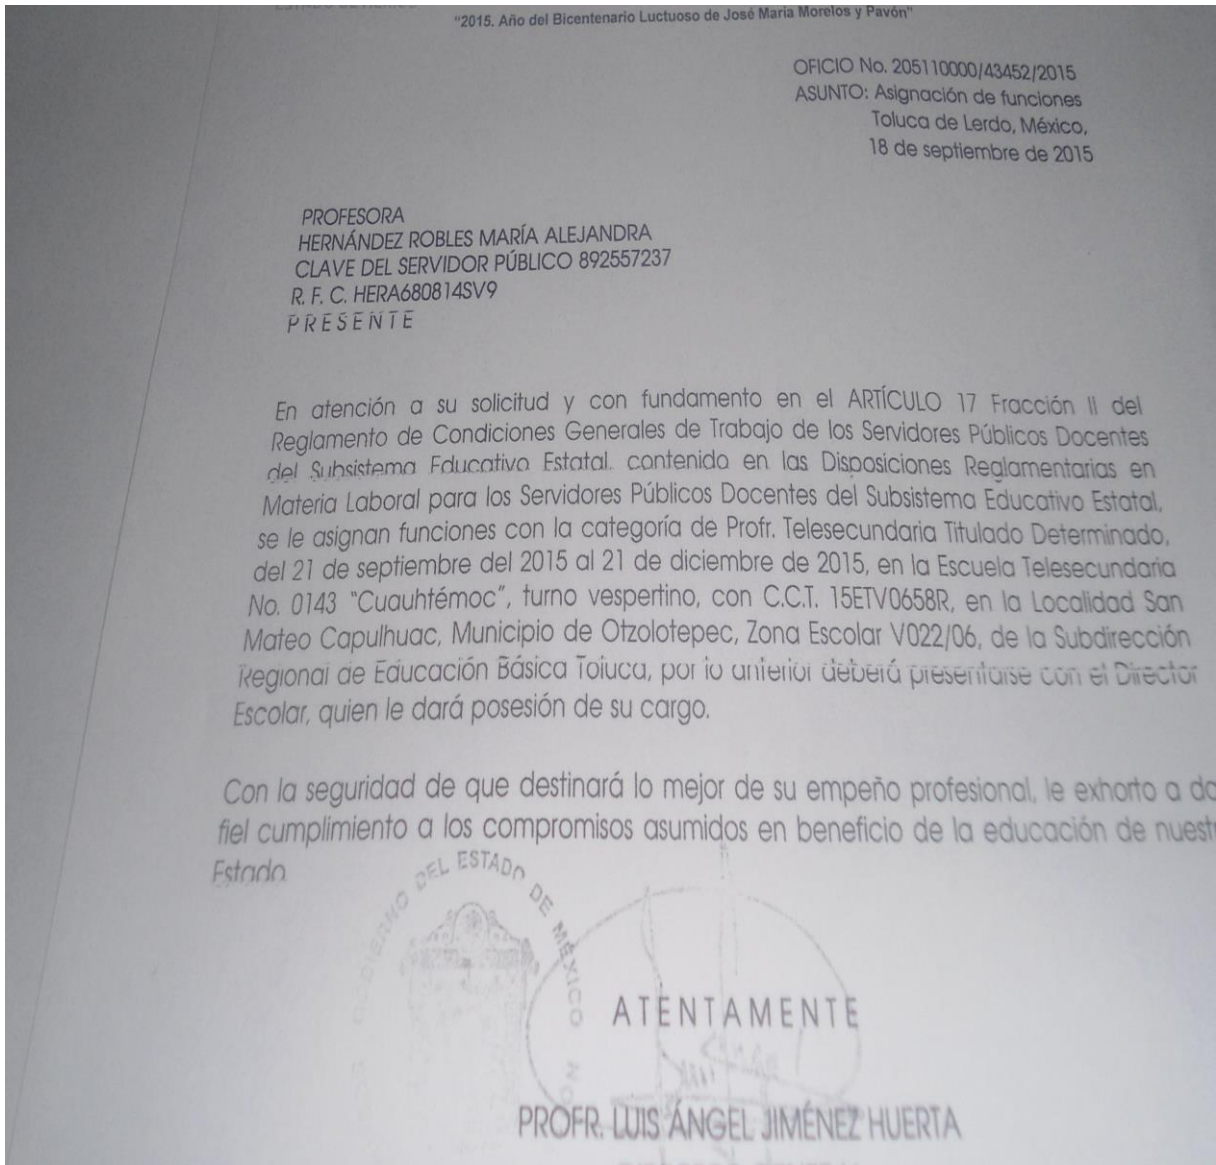 "2015. Año del Bicentenario Luctuoso de José María Morelos y Pavón"
OFICIO No. 205110000/43452/2015
ASUNTO: Asignación de funciones
Toluca de Lerdo, México,
18 de septiembre de 2015
PROFESORA
HERNÁNDEZ ROBLES MARÍA ALEJANDRA
CLAVE DEL SERVIDOR PÚBLICO 892557237
R. F. C. HERA680814SV9
P R E S E N T E
En atención a su solicitud y con fundamento en el ARTÍCULO 17 Fracción II del
Reglamento de Condiciones Generales de Trabajo de los Servidores Públicos Docentes
del Subsistema Educativo Estatal, contenido en las Disposiciones Reglamentarias en
Materia Laboral para los Servidores Públicos Docentes del Subsistema Educativo Estatal,
se le asignan funciones con la categoría de Profr. Telesecundaria Titulado Determinado,
del 21 de septiembre del 2015 al 21 de diciembre de 2015, en la Escuela Telesecundaria
No. 0143 "Cuauhtémoc", turno vespertino, con C.C.T. 15ETV0658R, en la Localidad San
Mateo Capulhuac, Municipio de Otzolotepec, Zona Escolar V022/06, de la Subdirección
Regional de Educación Básica Toluca, por lo anterior deberá presentarse con el Director
Escolar, quien le dará posesión de su cargo.
Con la seguridad de que destinará lo mejor de su empeño profesional, le exhorto a da
fiel cumplimiento a los compromisos asumidos en beneficio de la educación de nuest
Estado
GOBIERNO DEL ESTADO DE MÉXICO
A T E N T A M E N T E
PROFR. LUIS ÁNGEL JIMÉNEZ HUERTA